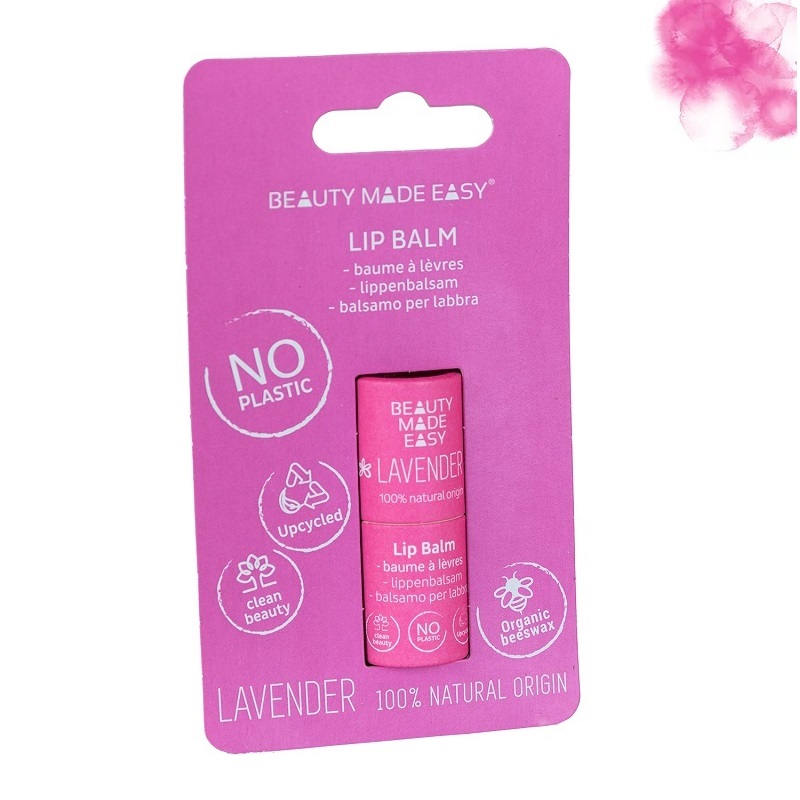 BEAUTY MADE EASY®
LIP BALM
- baume à lèvres
- lippenbalsam
- balsamo per labbra
NO
PLASTIC
Upcycled
clean
beauty
BEAUTY
MADE
EASY
LAVENDER
100% natural origin
Lip Balm
- baume à lèvres
- lippenbalsam
- balsamo per labbra
clean
beauty
NO
PLASTIC
Organic
beeswax
LAVENDER 100% NATURAL ORIGIN